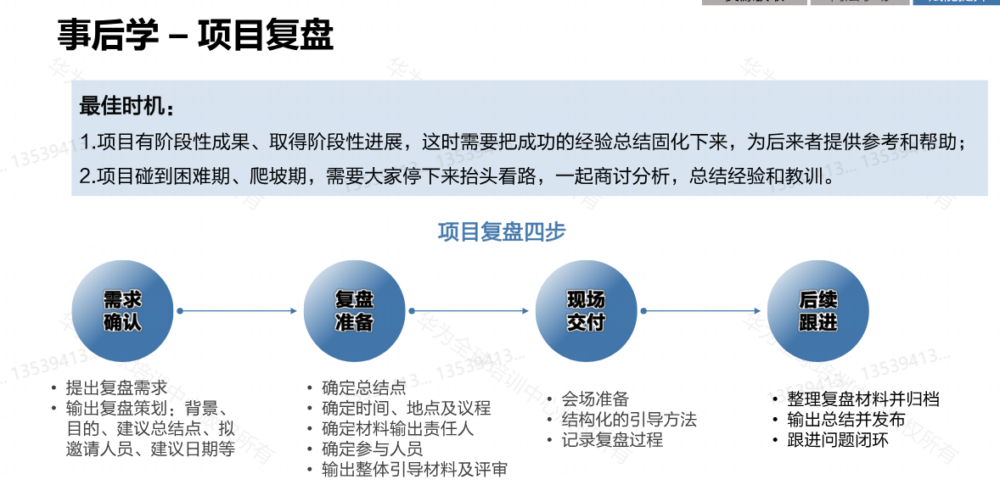 事后学 – 项目复盘
最佳时机：
1.项目有阶段性成果、取得阶段性进展，这时需要把成功的经验总结固化下来，为后来者提供参考和帮助；
2.项目碰到困难期、爬坡期，需要大家停下来抬头看路，一起商讨分析，总结经验和教训。
项目复盘四步
需求
确认
复盘
准备
现场
交付
后续
跟进
• 提出复盘需求
• 输出复盘策划：背景、
目的、建议总结点、拟
邀请人员、建议日期等
• 确定总结点
• 确定时间、地点及议程
• 确定材料输出责任人
• 确定参与人员
• 输出整体引导材料及评审
• 会场准备
• 结构化的引导方法
• 记录复盘过程
• 整理复盘材料并归档
• 输出总结并发布
• 跟进问题闭环